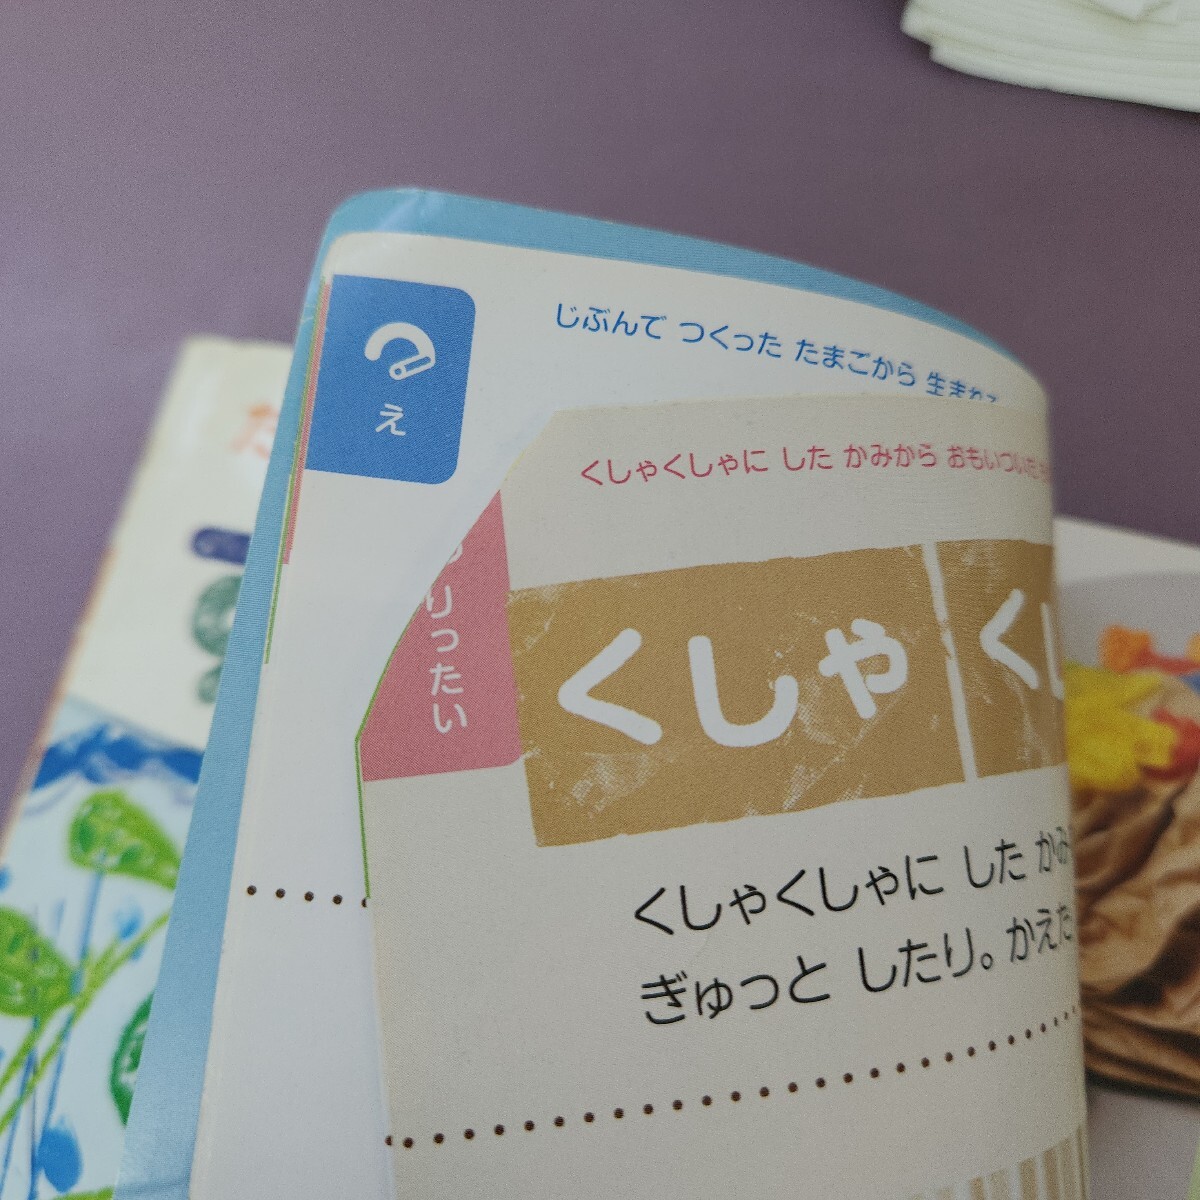 え
じぶんで つくった たまごから 生まれ
くしゃくしゃに した かみから おもいついた
りったい
くしゃ
く
くしゃくしゃに した かみ
ぎゅっと したり。かえた